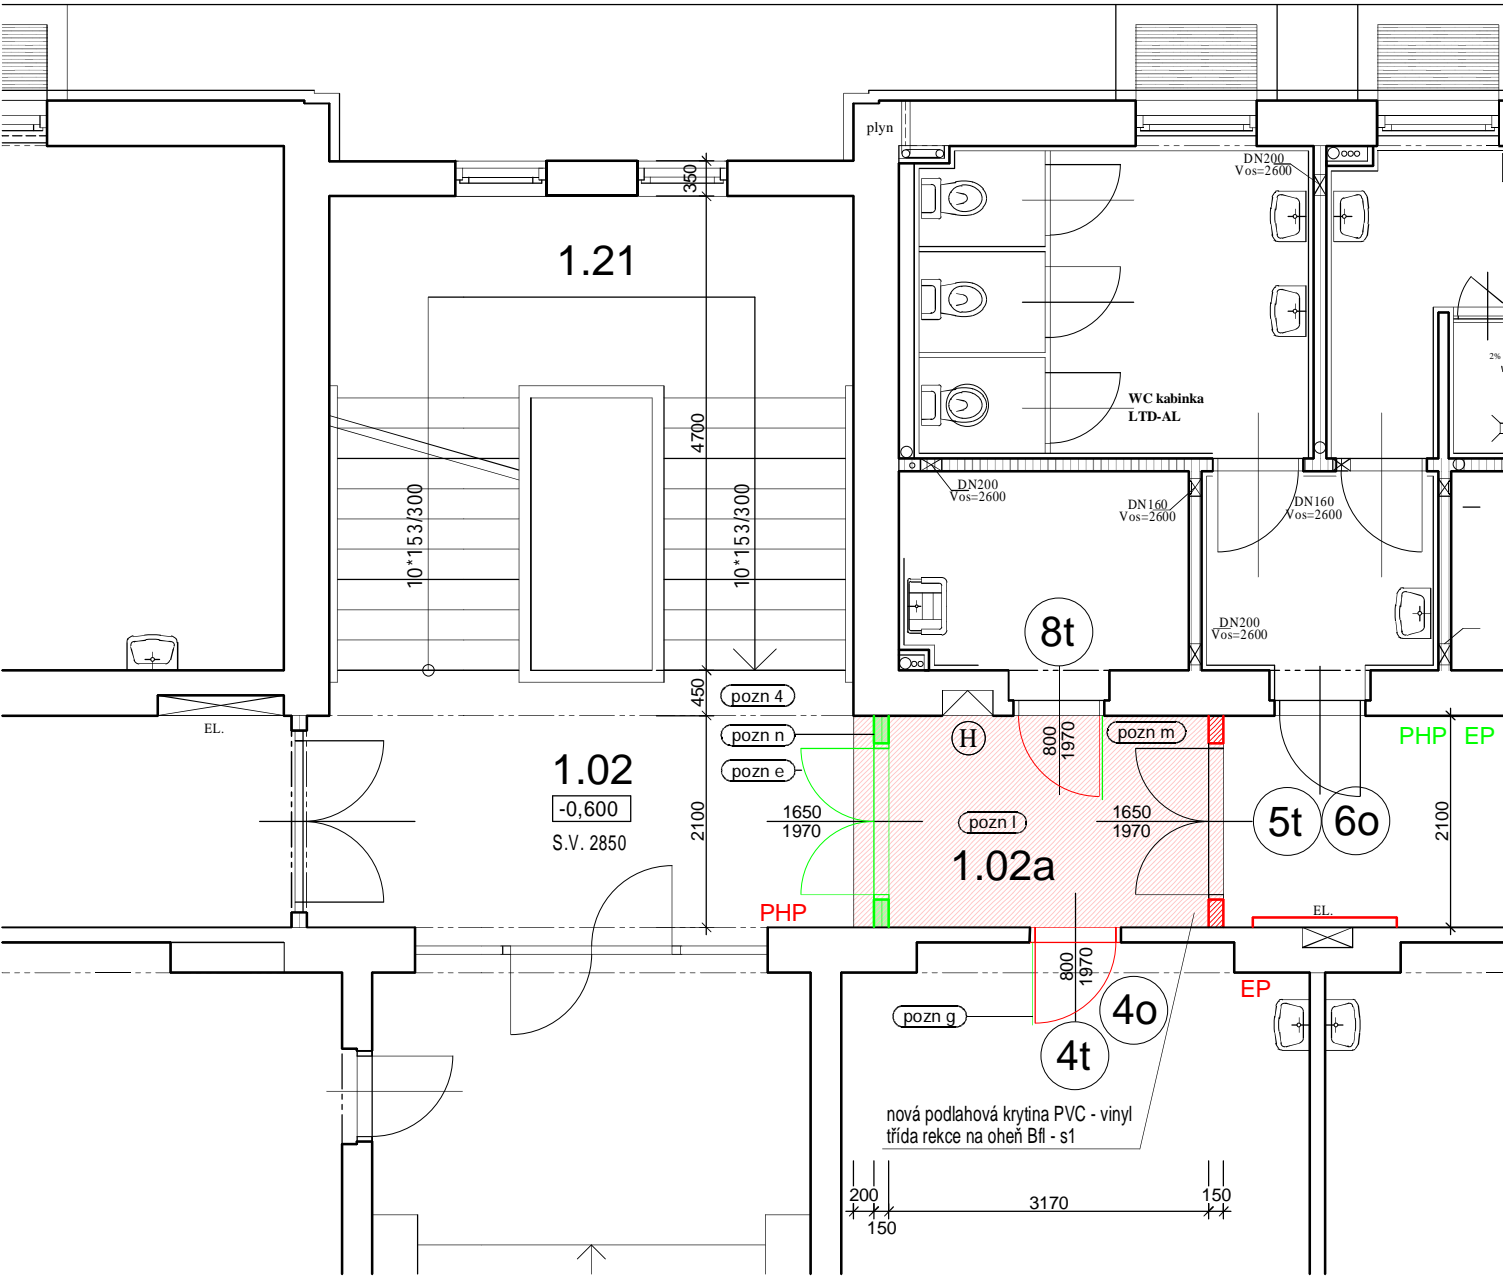 plyn
DN200
Vos=2600
350
1.21
2%
WC kabinka
LTD-AL
4700
10*153/300
10*153/300
DN200
Vos=2600
DN160
Vos=2600
DN160
Vos=2600
8t
DN200
Vos=2600
450
pozn 4
EL.
pozn n
H
800
1970
pozn m
PHP
EP
1.02
pozn e
-0,600
S.V. 2850
2100
1650
1970
pozn l
1650
1970
5t
6o
2100
1.02a
PHP
EL.
800
1970
EP
pozn g
4o
4t
nová podlahová krytina PVC - vinyl
třída rekce na oheň Bfl - s1
200
150
3170
150